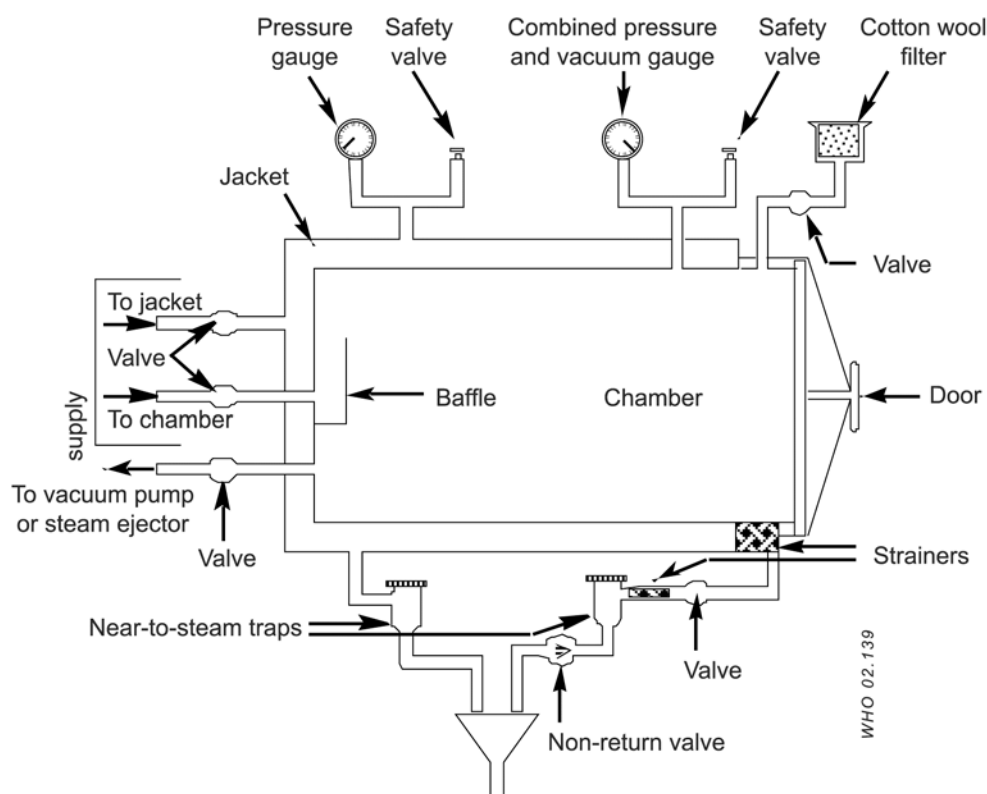 Pressure
gauge
Safety
valve
Combined pressure
and vacuum gauge
Safety
valve
Cotton wool
filter
Jacket
Valve
To jacket
Valve
To chamber
supply
Baffle
Chamber
Door
To vacuum pump
or steam ejector
Valve
Strainers
Near-to-steam traps
Valve
Non-return valve
WHO 02.139